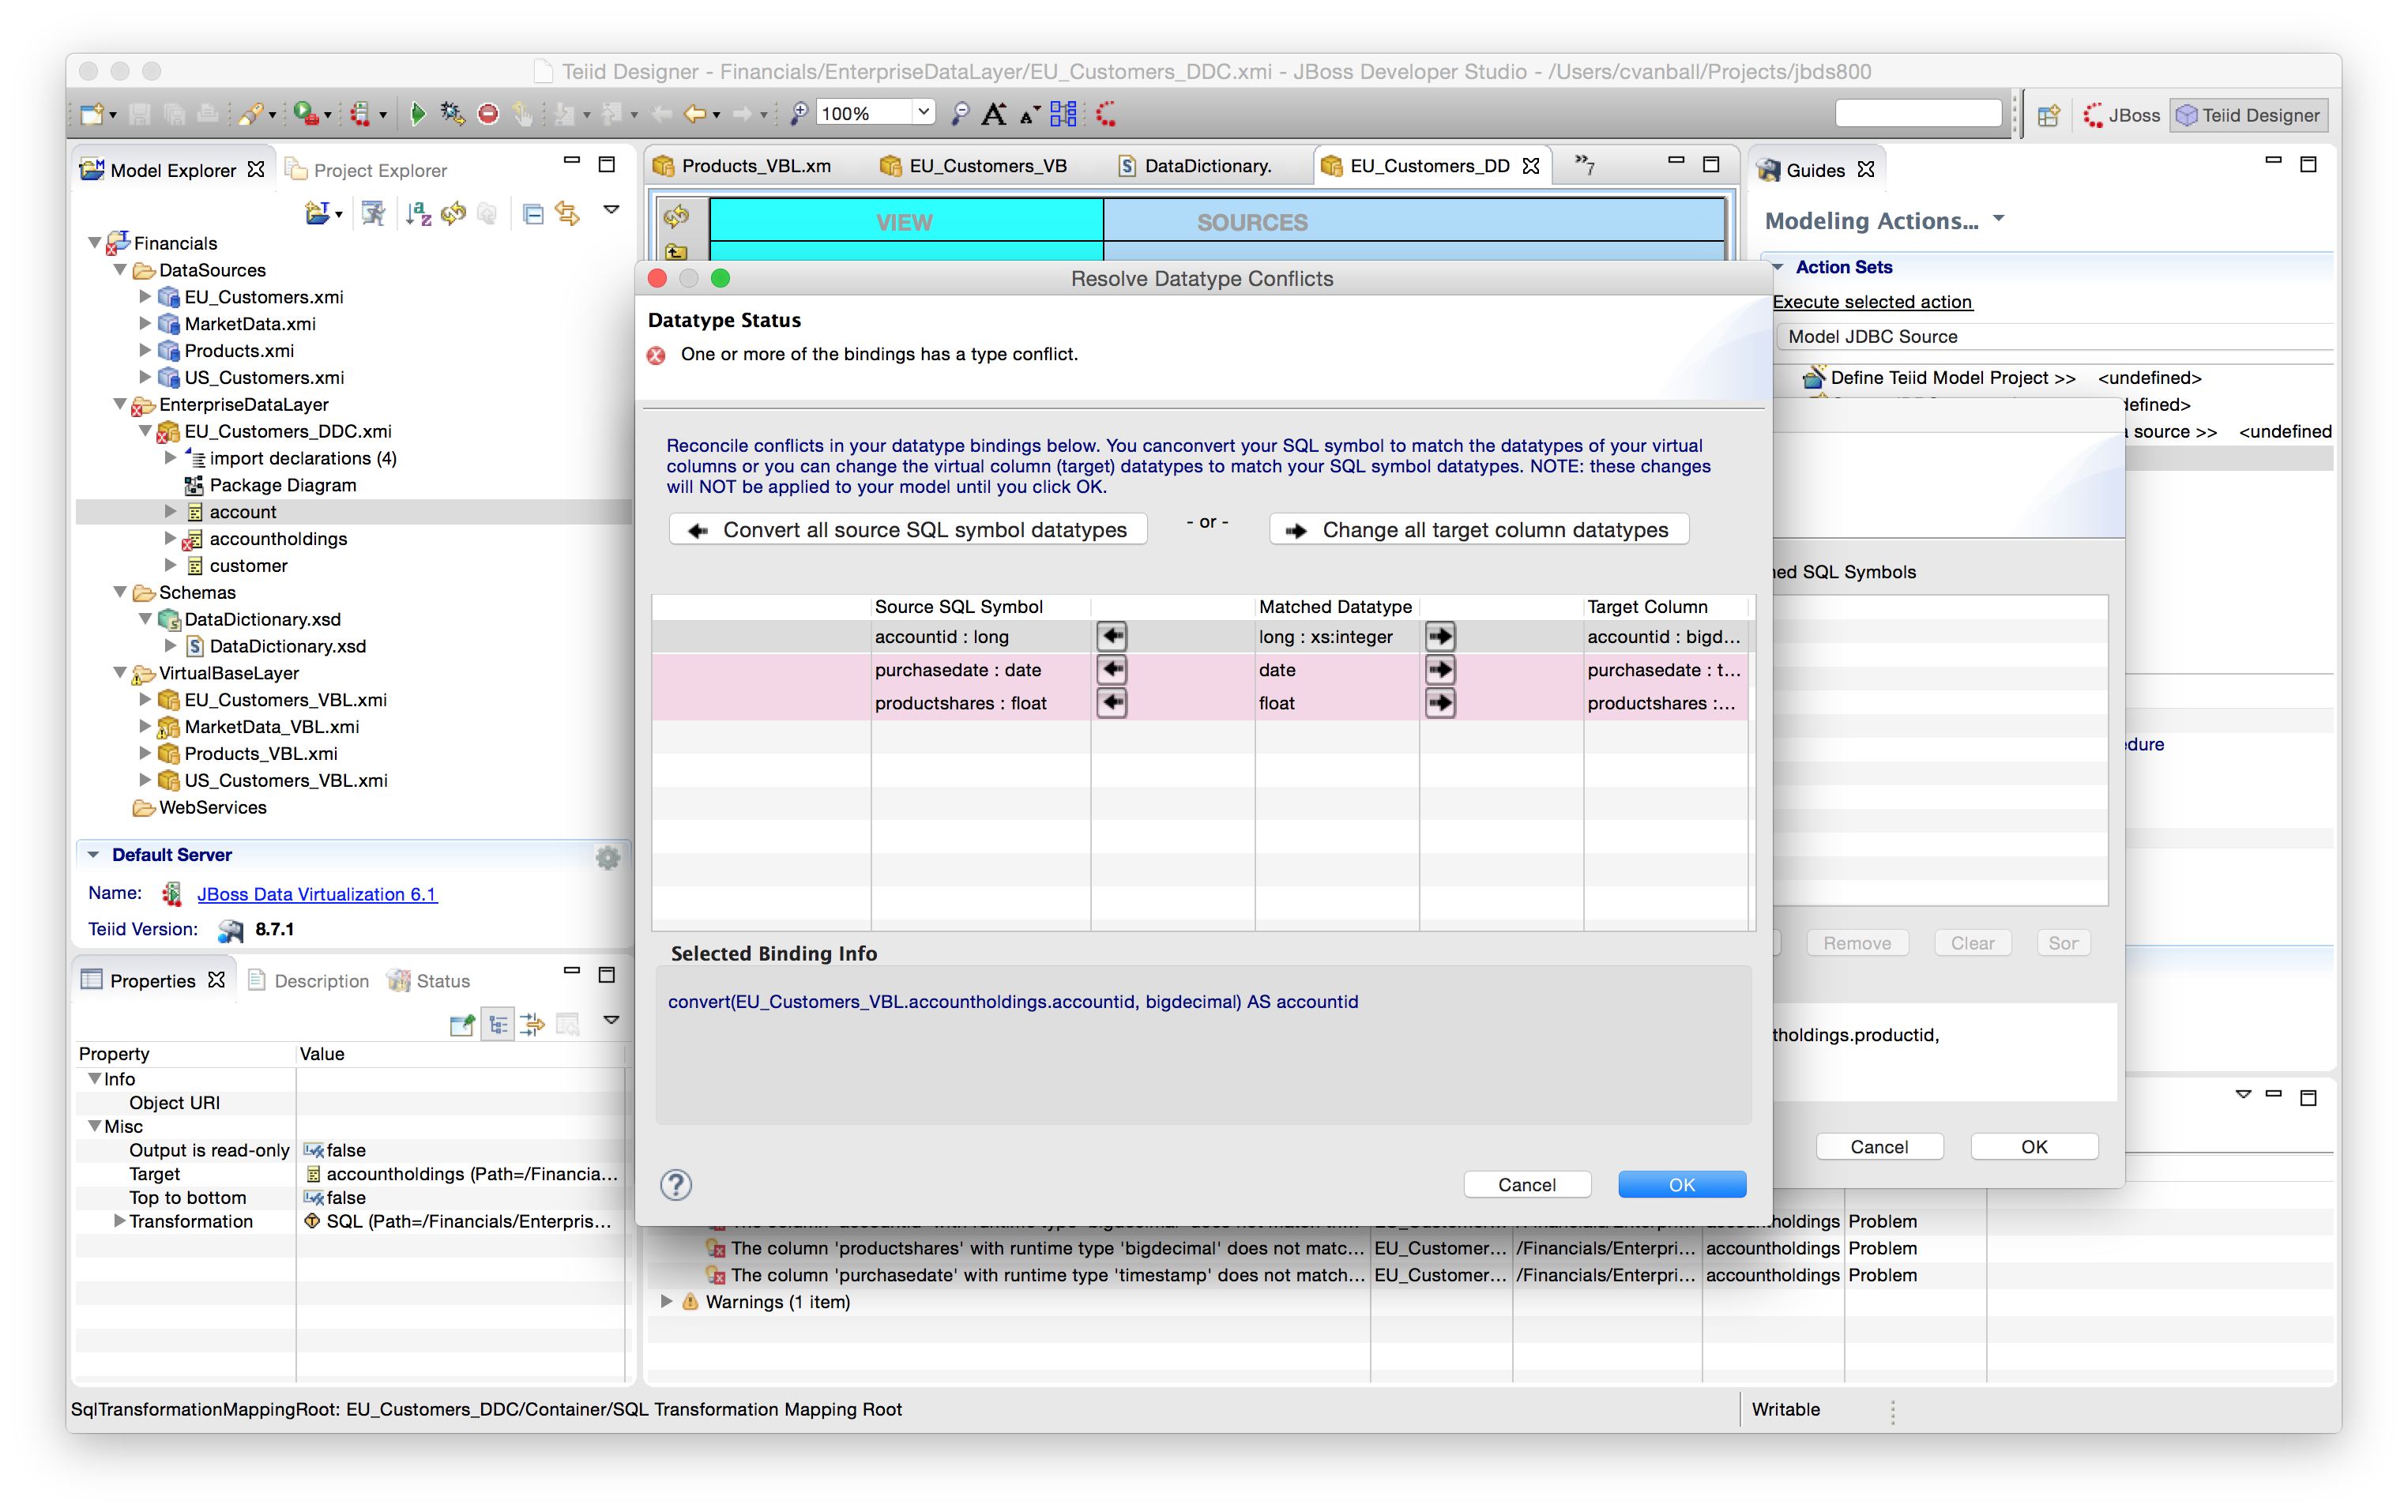 Teiid Designer - Financials/EnterpriseDataLayer/EU_Customers_DDC.xmi - JBoss Developer Studio - /Users/cvanball/Projects/jbds800
100%
JBoss
Teiid Designer
Model Explorer
Project Explorer
Financials
DataSources
EU_Customers.xmi
MarketData.xmi
Products.xmi
US_Customers.xmi
EnterpriseDataLayer
EU_Customers_DDC.xmi
import declarations (4)
Package Diagram
account
accountholdings
customer
Schemas
DataDictionary.xsd
DataDictionary.xsd
VirtualBaseLayer
EU_Customers_VBL.xmi
MarketData_VBL.xmi
Products_VBL.xmi
US_Customers_VBL.xmi
WebServices
Default Server
Name: JBoss Data Virtualization 6.1
Teiid Version: 8.7.1
Properties
Description
Status
Property Value
Info
Object URI
Misc
Output is read-only false
Target accountholdings (Path=/Financia...
Top to bottom false
Transformation SQL (Path=/Financials/Enterpris...
Products_VBL.xm
EU_Customers_VB
DataDictionary.
EU_Customers_DD
»7
VIEW
SOURCES
Resolve Datatype Conflicts
Datatype Status
One or more of the bindings has a type conflict.
Reconcile conflicts in your datatype bindings below. You canconvert your SQL symbol to match the datatypes of your virtual
columns or you can change the virtual column (target) datatypes to match your SQL symbol datatypes. NOTE: these changes
will NOT be applied to your model until you click OK.
Convert all source SQL symbol datatypes
- or -
Change all target column datatypes
Source SQL Symbol Matched Datatype Target Column
accountid : long long : xs:integer accountid : bigd...
purchasedate : date date purchasedate : t...
productshares : float float productshares :...
Selected Binding Info
convert(EU_Customers_VBL.accountholdings.accountid, bigdecimal) AS accountid
?
Cancel
OK
Guides
Modeling Actions...
Action Sets
Execute selected action
Model JDBC Source
Define Teiid Model Project >> <undefined>
defined>
source >> <undefined
ned SQL Symbols
edure
Remove
Clear
Sor
tholdings.productid,
Cancel
OK
holdings Problem
The column 'productshares' with runtime type 'bigdecimal' does not matc... EU_Customer... /Financials/Enterpri... accountholdings Problem
The column 'purchasedate' with runtime type 'timestamp' does not match... EU_Customer... /Financials/Enterpri... accountholdings Problem
Warnings (1 item)
SqlTransformationMappingRoot: EU_Customers_DDC/Container/SQL Transformation Mapping Root
Writable